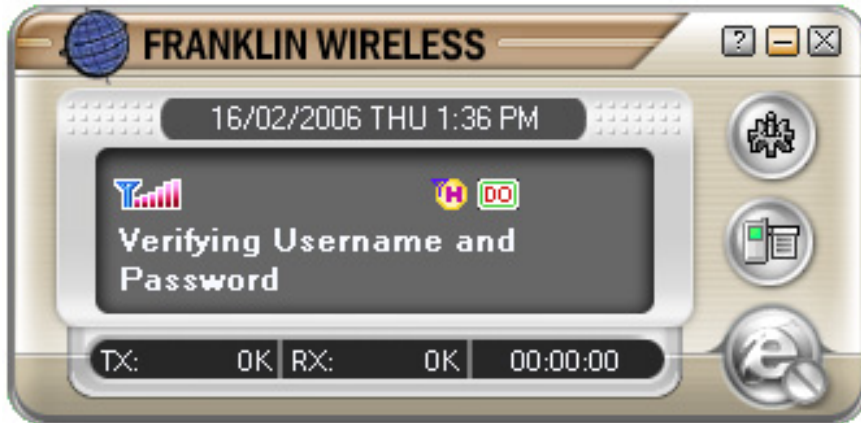 FRANKLIN WIRELESS
?
16/02/2006 THU 1:36 PM
H DO
Verifying Username and
Password
TX: 0K RX: 0K 00:00:00